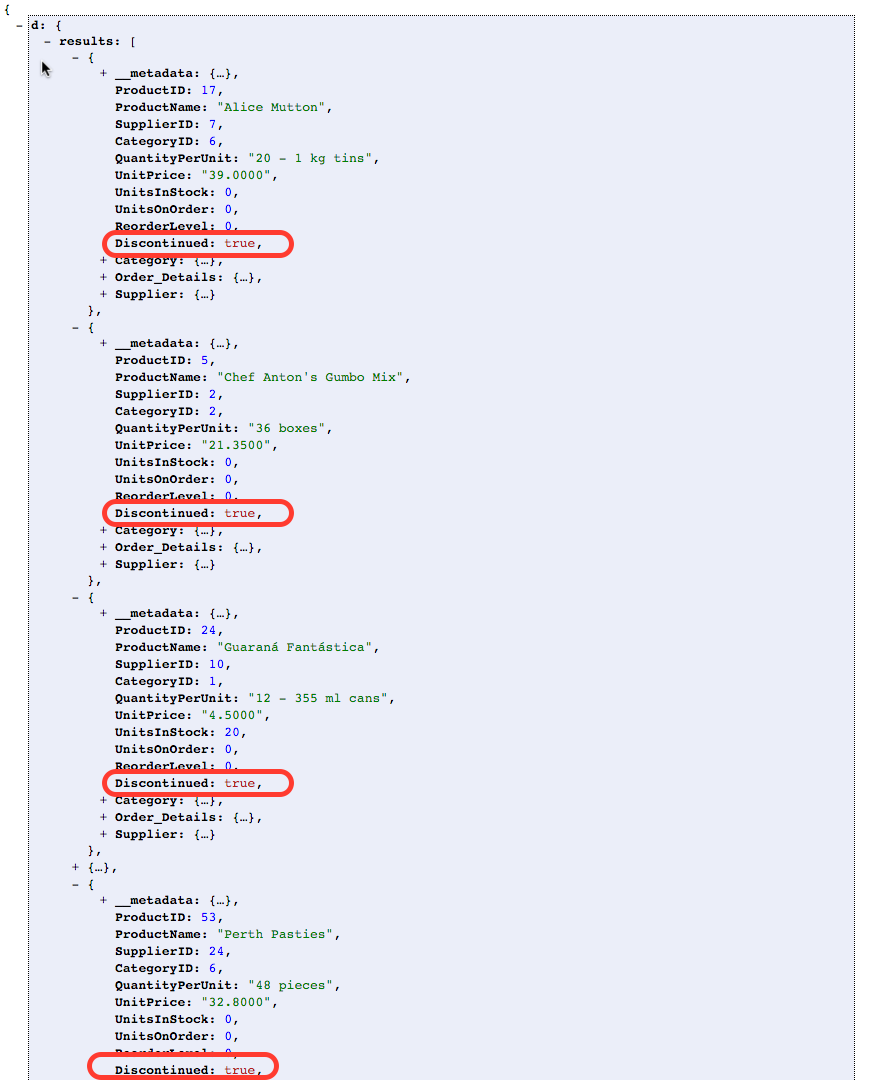 {
- d: {
- results: [
- {
+ __metadata: {…},
ProductID: 17,
ProductName: "Alice Mutton",
SupplierID: 7,
CategoryID: 6,
QuantityPerUnit: "20 - 1 kg tins",
UnitPrice: "39.0000",
UnitsInStock: 0,
UnitsOnOrder: 0,
ReorderLevel: 0,
Discontinued: true,
+ Category: {…},
+ Order_Details: {…},
+ Supplier: {…}
},
- {
+ __metadata: {…},
ProductID: 5,
ProductName: "Chef Anton's Gumbo Mix",
SupplierID: 2,
CategoryID: 2,
QuantityPerUnit: "36 boxes",
UnitPrice: "21.3500",
UnitsInStock: 0,
UnitsOnOrder: 0,
ReorderLevel: 0,
Discontinued: true,
+ Category: {…},
+ Order_Details: {…},
+ Supplier: {…}
},
- {
+ __metadata: {…},
ProductID: 24,
ProductName: "Guaraná Fantástica",
SupplierID: 10,
CategoryID: 1,
QuantityPerUnit: "12 - 355 ml cans",
UnitPrice: "4.5000",
UnitsInStock: 20,
UnitsOnOrder: 0,
ReorderLevel: 0,
Discontinued: true,
+ Category: {…},
+ Order_Details: {…},
+ Supplier: {…}
},
+ {…},
- {
+ __metadata: {…},
ProductID: 53,
ProductName: "Perth Pasties",
SupplierID: 24,
CategoryID: 6,
QuantityPerUnit: "48 pieces",
UnitPrice: "32.8000",
UnitsInStock: 0,
UnitsOnOrder: 0,
ReorderLevel: 0,
Discontinued: true,